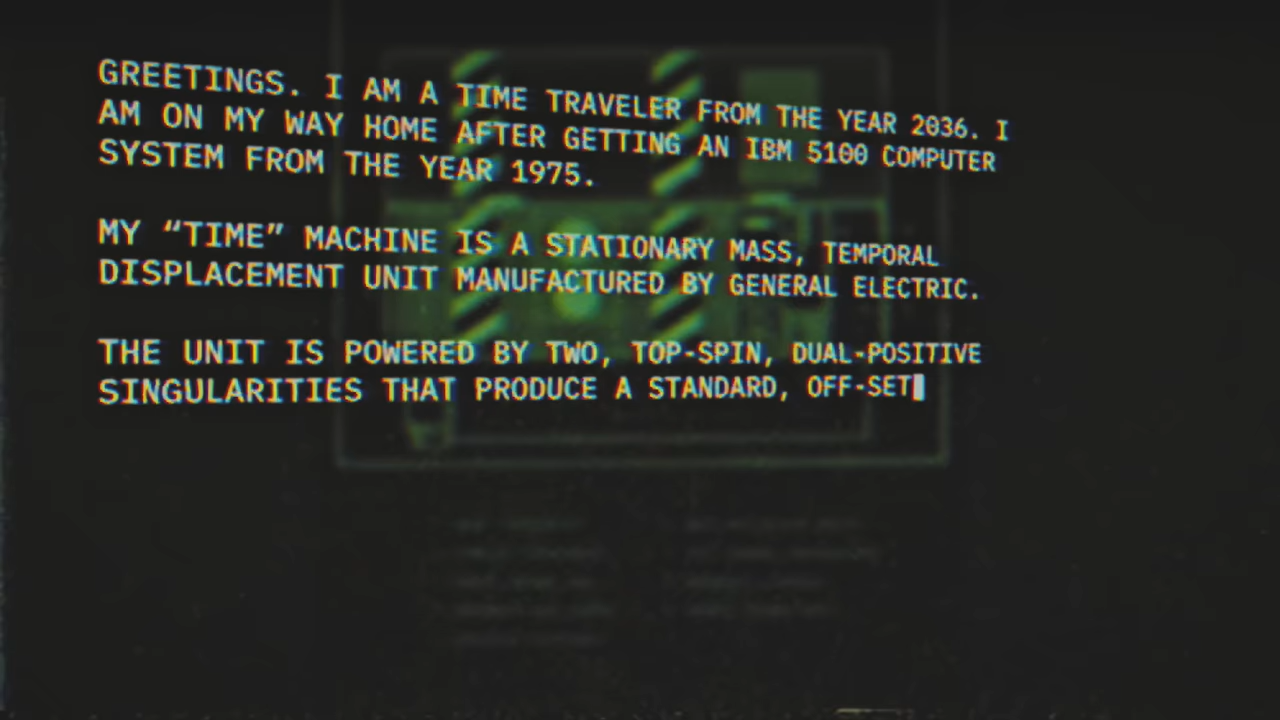 GREETINGS. I AM A TIME TRAVELER FROM THE YEAR 2036. I
AM ON MY WAY HOME AFTER GETTING AN IBM 5100 COMPUTER
SYSTEM FROM THE YEAR 1975.
MY “TIME” MACHINE IS A STATIONARY MASS, TEMPORAL
DISPLACEMENT UNIT MANUFACTURED BY GENERAL ELECTRIC.
THE UNIT IS POWERED BY TWO, TOP-SPIN, DUAL-POSITIVE
SINGULARITIES THAT PRODUCE A STANDARD, OFF-SET